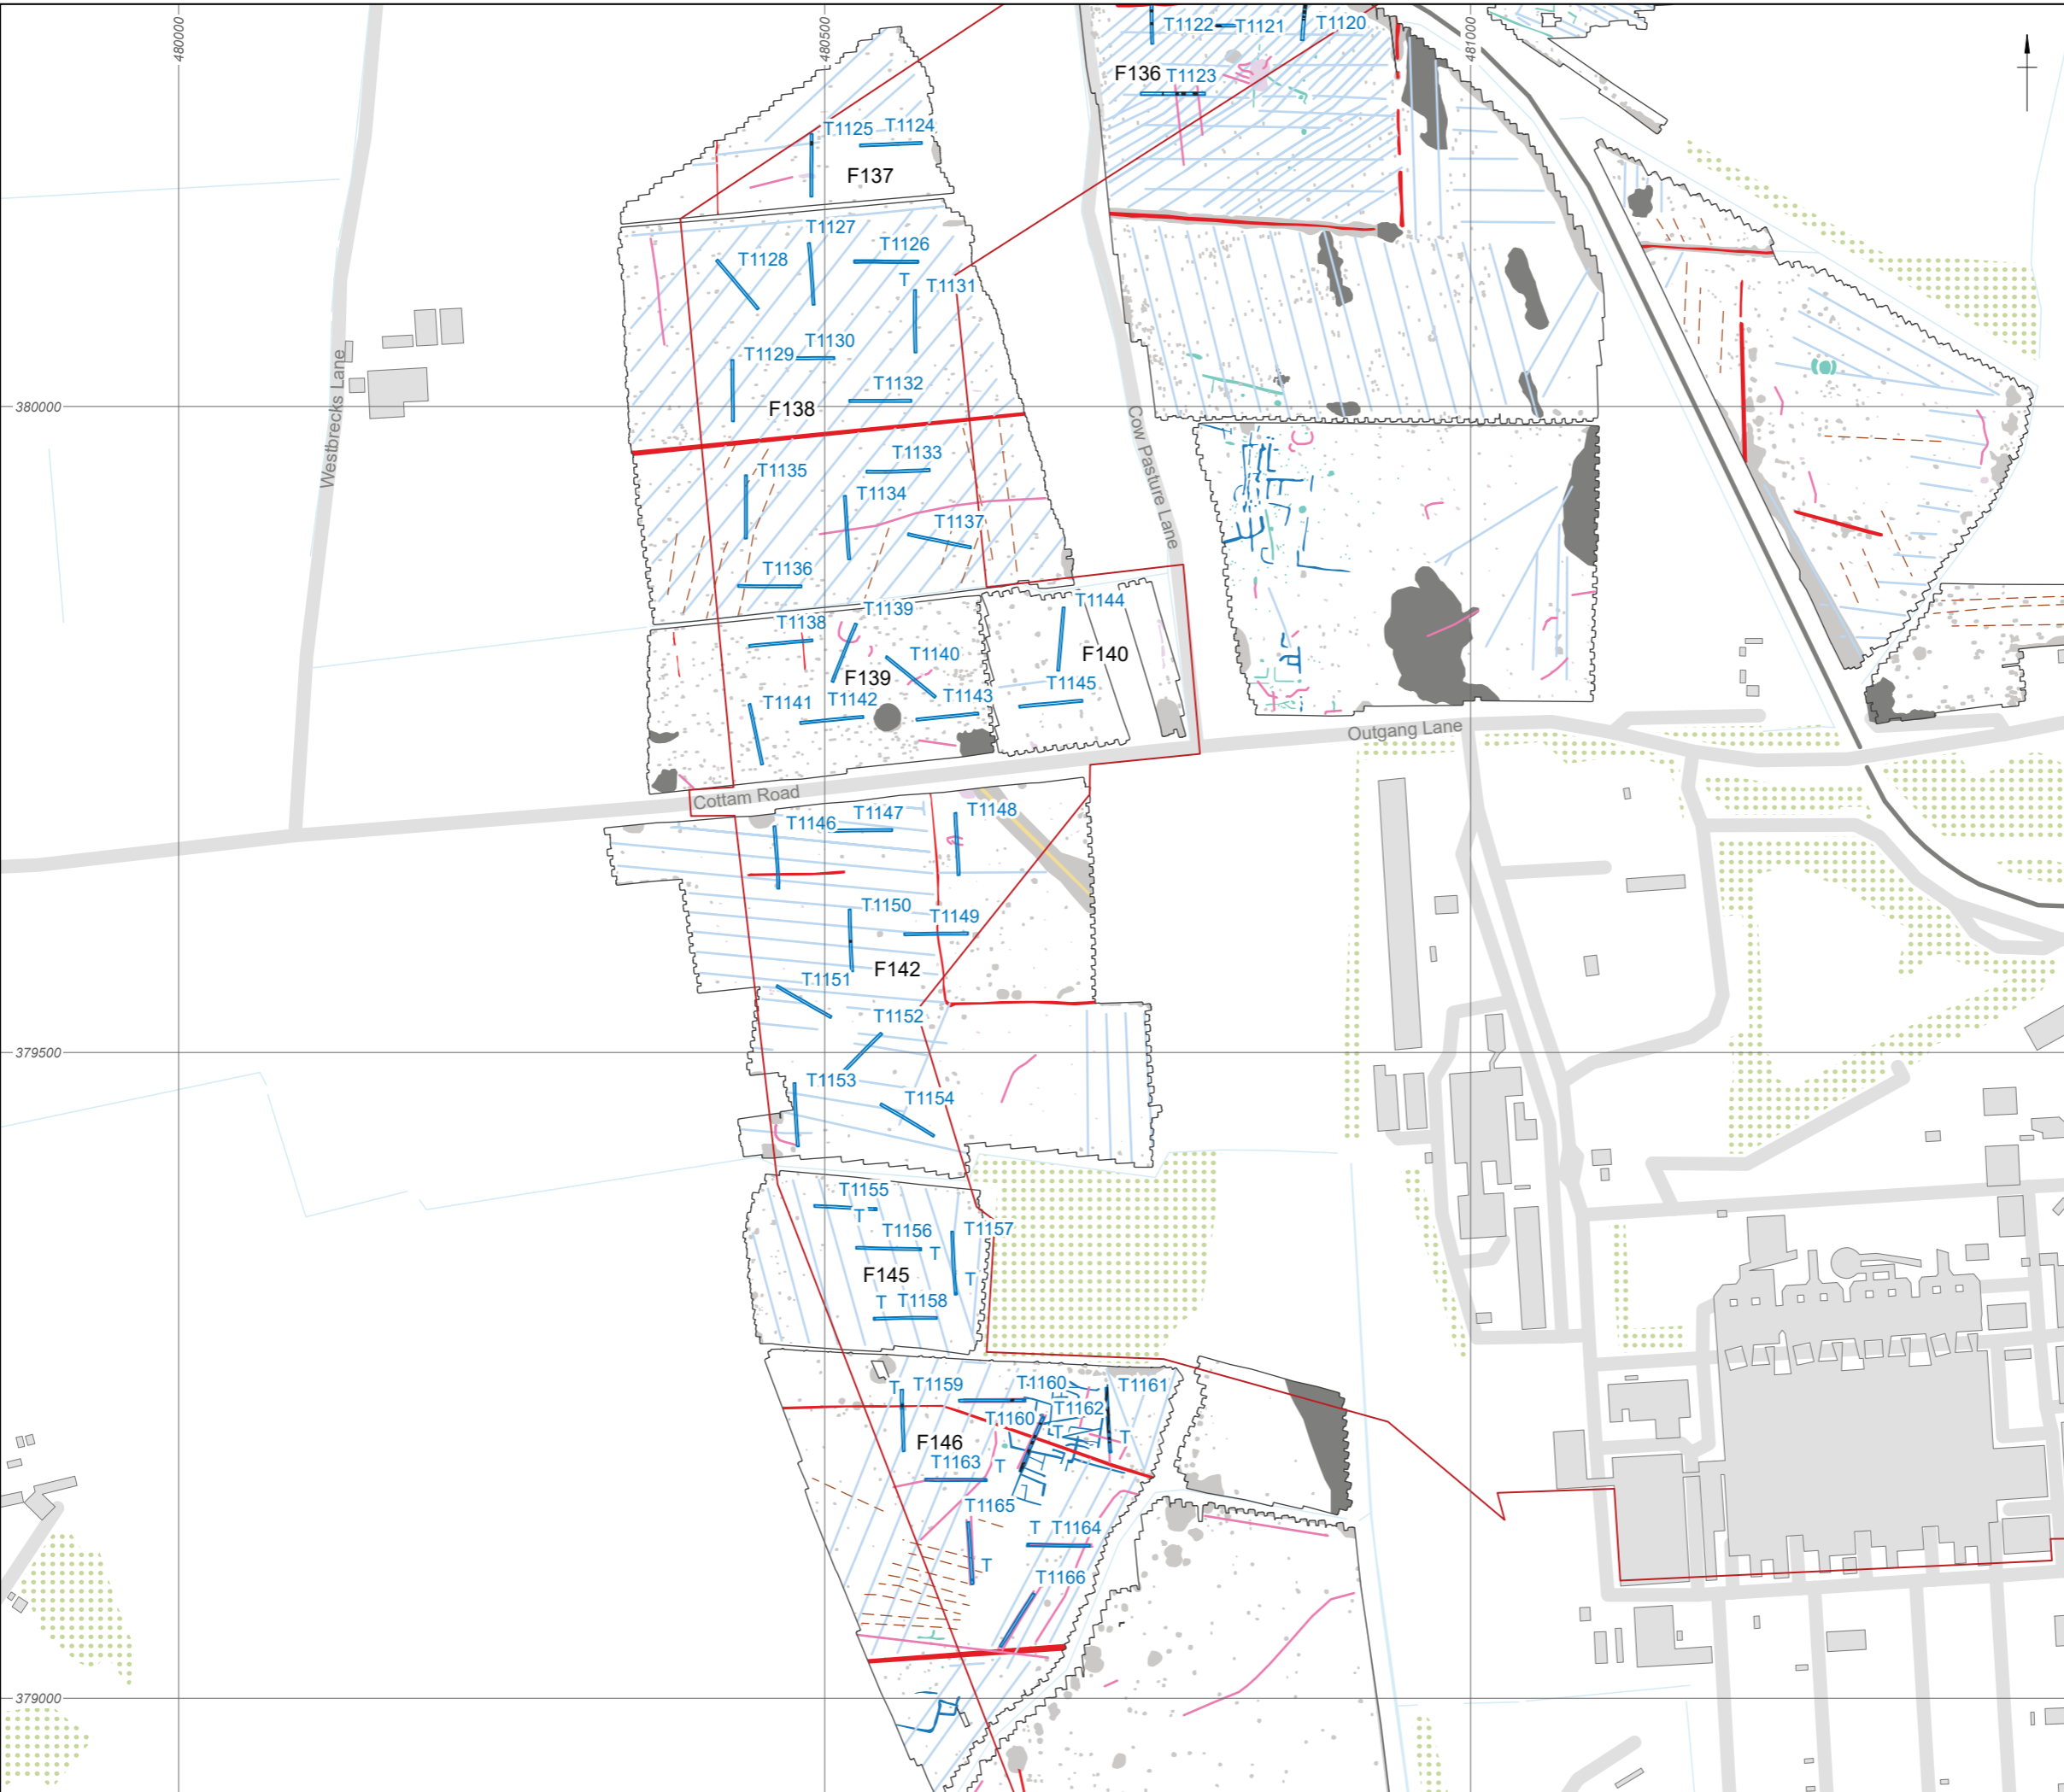 480000
480500
481000
T1122
T1121
T1120
F136
T1123
T1125
T1124
F137
T1127
T1126
T1128
T
T1131
T1130
T1129
T1132
380000
F138
Westbrecks Lane
Cow Pasture Lane
T1133
T1135
T1134
T1137
T1136
T1139
T1138
T1144
T1140
F140
F139
T1145
T1143
T1141
T1142
Outgang Lane
Cottam Road
T1147
T1148
T1146
T1150
T1149
F142
T1151
T1152
379500
T1153
T1154
T1155
T
T1156
T1157
T
F145
T
T
T1158
T
T1159
T1160
T1161
T1162
T1160
T
T
F146
T1163
T
T1165
T
T1164
T
T1166
379000